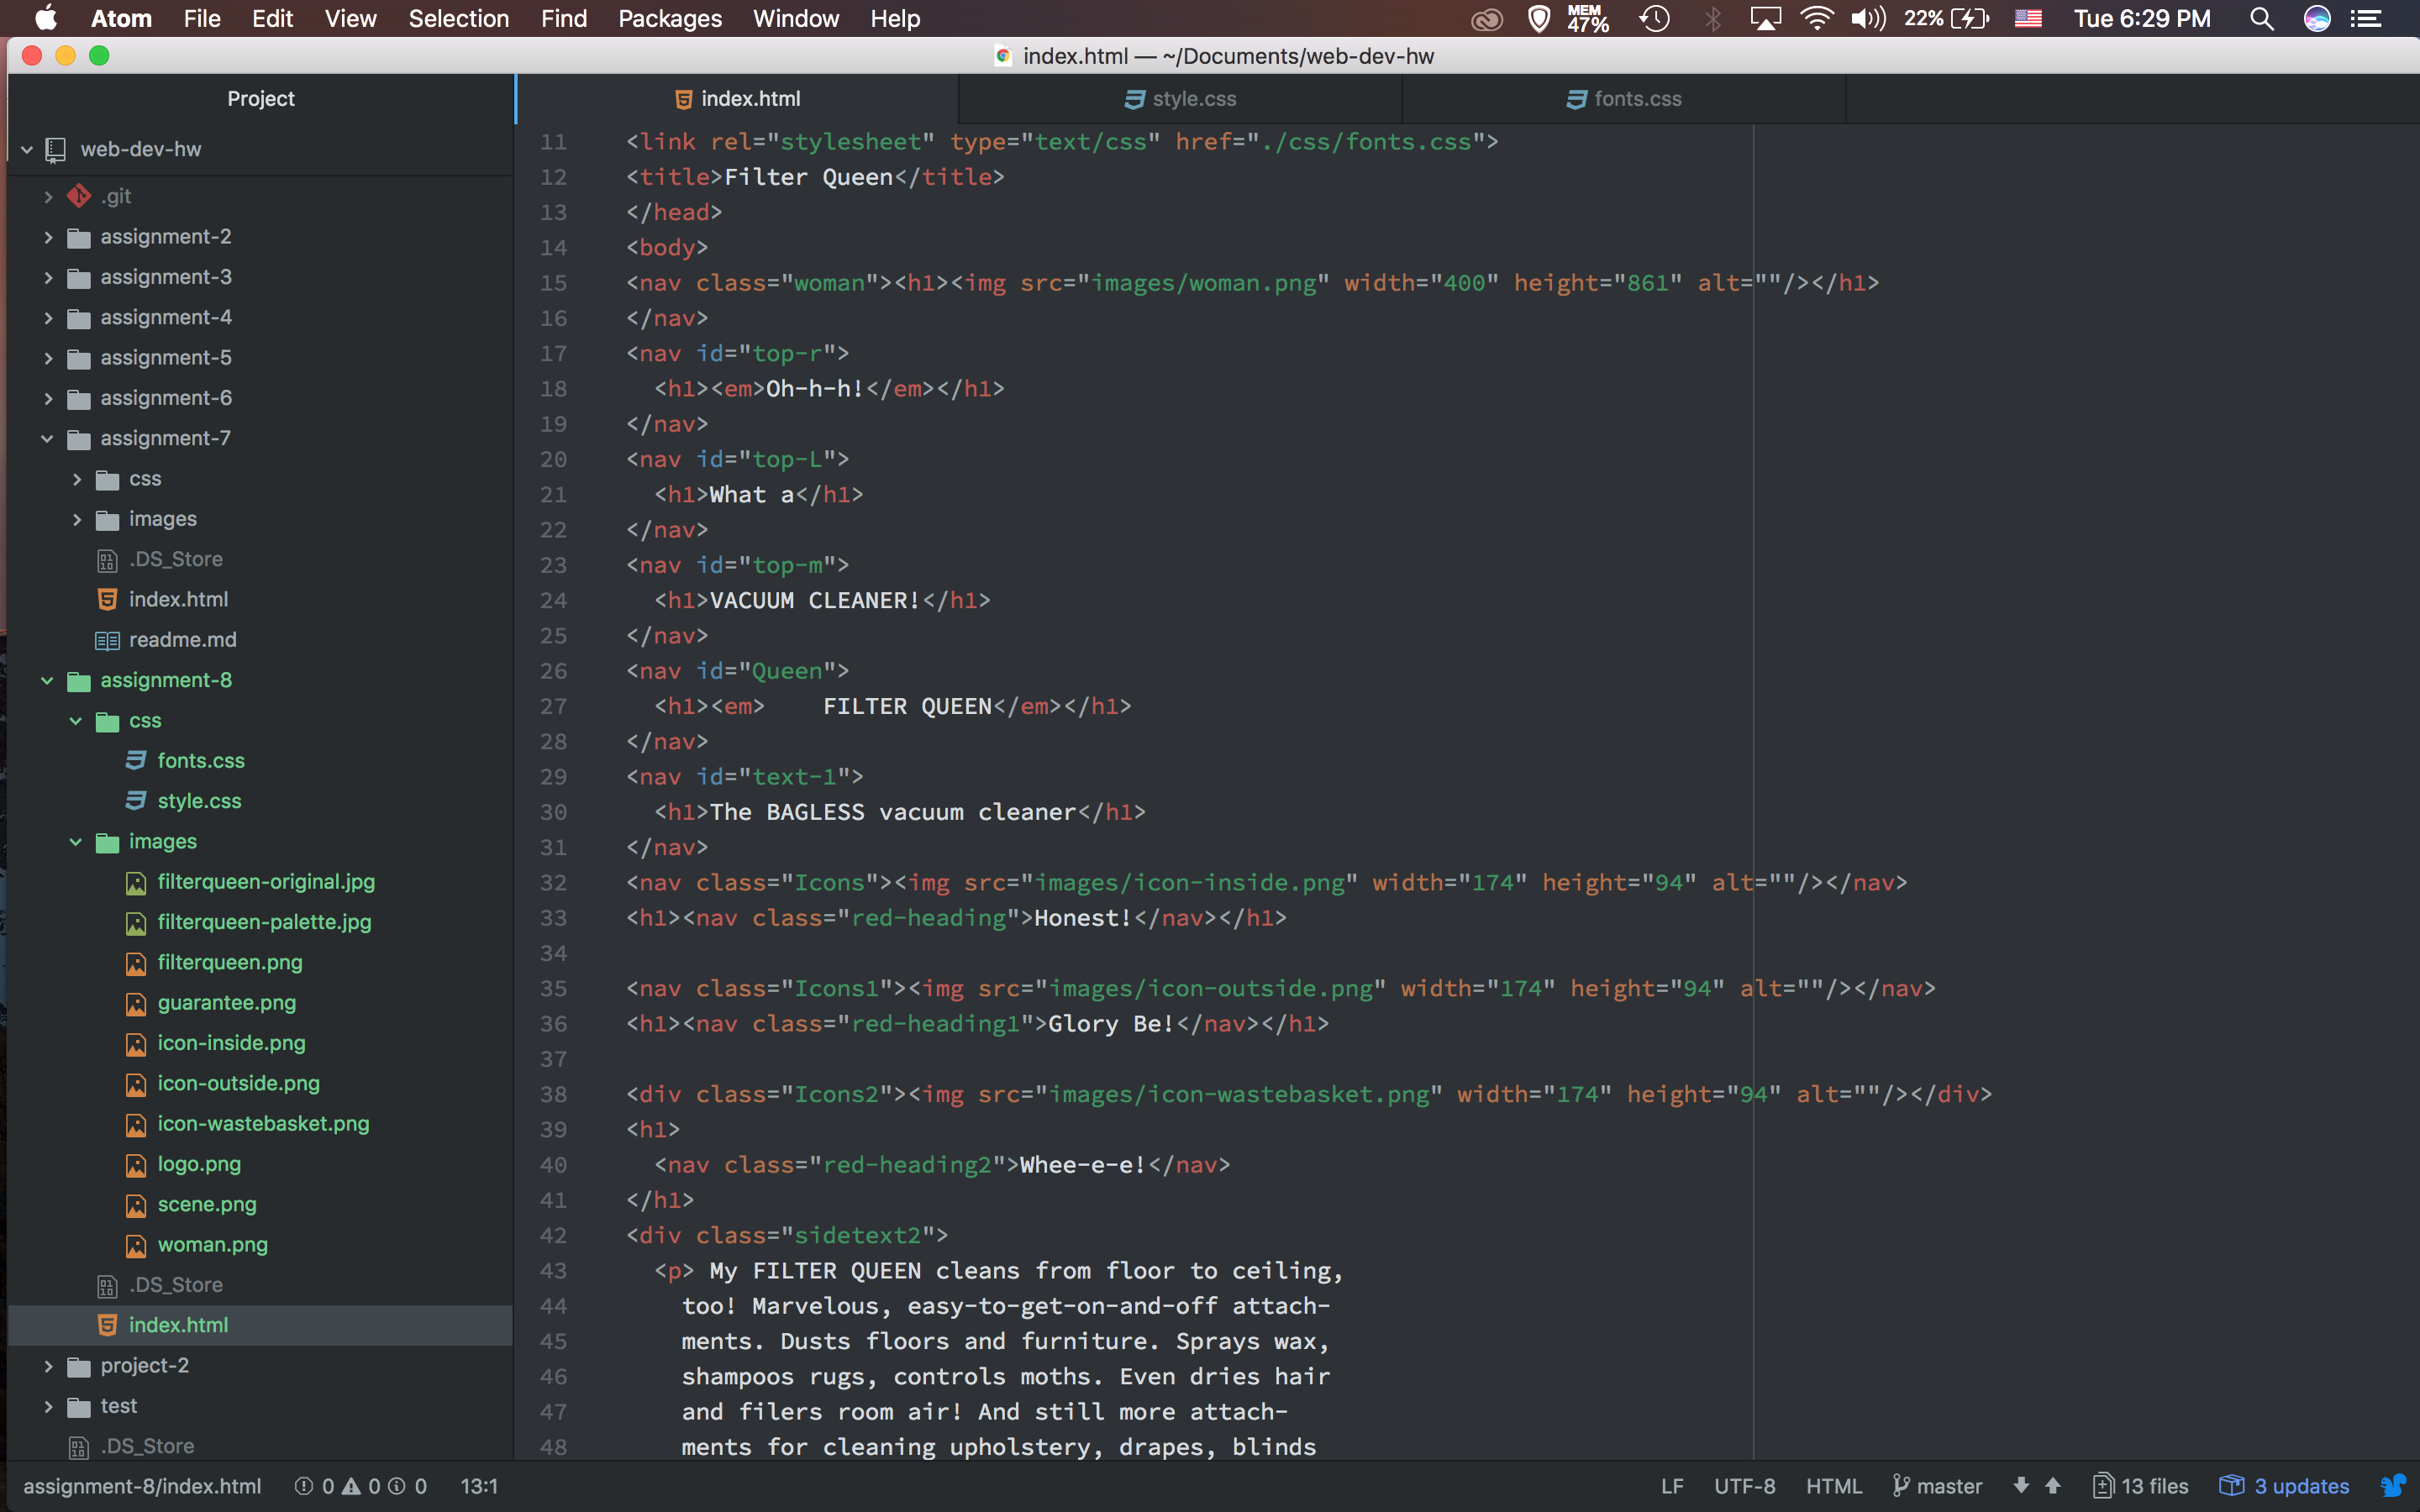 Atom File Edit View Selection Find Packages Window Help MEM 47% 22% Tue 6:29 PM
index.html — ~/Documents/web-dev-hw
Project
web-dev-hw
.git
assignment-2
assignment-3
assignment-4
assignment-5
assignment-6
assignment-7
css
images
.DS_Store
index.html
readme.md
assignment-8
css
fonts.css
style.css
images
filterqueen-original.jpg
filterqueen-palette.jpg
filterqueen.png
guarantee.png
icon-inside.png
icon-outside.png
icon-wastebasket.png
logo.png
scene.png
woman.png
.DS_Store
index.html
project-2
test
.DS_Store
index.html style.css fonts.css
11 <link rel="stylesheet" type="text/css" href="./css/fonts.css">
12 <title>Filter Queen</title>
13 </head>
14 <body>
15 <nav class="woman"><h1><img src="images/woman.png" width="400" height="861" alt=""/></h1>
16 </nav>
17 <nav id="top-r">
18 <h1><em>Oh-h-h!</em></h1>
19 </nav>
20 <nav id="top-L">
21 <h1>What a</h1>
22 </nav>
23 <nav id="top-m">
24 <h1>VACUUM CLEANER!</h1>
25 </nav>
26 <nav id="Queen">
27 <h1><em>    FILTER QUEEN</em></h1>
28 </nav>
29 <nav id="text-1">
30 <h1>The BAGLESS vacuum cleaner</h1>
31 </nav>
32 <nav class="Icons"><img src="images/icon-inside.png" width="174" height="94" alt=""/></nav>
33 <h1><nav class="red-heading">Honest!</nav></h1>
34
35 <nav class="Icons1"><img src="images/icon-outside.png" width="174" height="94" alt=""/></nav>
36 <h1><nav class="red-heading1">Glory Be!</nav></h1>
37
38 <div class="Icons2"><img src="images/icon-wastebasket.png" width="174" height="94" alt=""/></div>
39 <h1>
40 <nav class="red-heading2">Whee-e-e!</nav>
41 </h1>
42 <div class="sidetext2">
43 <p> My FILTER QUEEN cleans from floor to ceiling,
44 too! Marvelous, easy-to-get-on-and-off attach-
45 ments. Dusts floors and furniture. Sprays wax,
46 shampoos rugs, controls moths. Even dries hair
47 and filers room air! And still more attach-
48 ments for cleaning upholstery, drapes, blinds
assignment-8/index.html 0 0 0 13:1 LF UTF-8 HTML master 13 files 3 updates